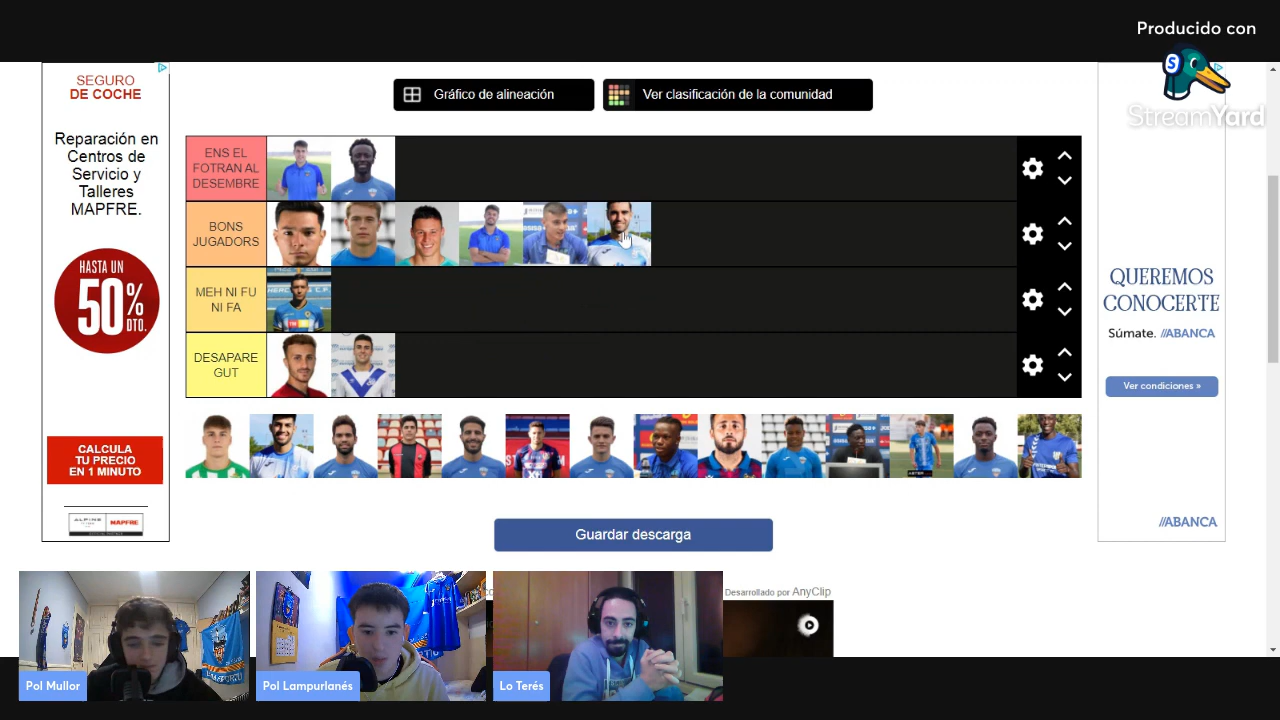 Producido con
StreamYard
SEGURO
DE COCHE
Reparación en
Centros de
Servicio y
Talleres
MAPFRE.
HASTA UN
50%
DTO.
CALCULA
TU PRECIO
EN 1 MINUTO
MAPFRE
Gráfico de alineación
Ver clasificación de la comunidad
ENS EL
FOTRAN AL
DESEMBRE
BONS
JUGADORS
MEH NI FU
NI FA
DESAPARE
GUT
Guardar descarga
QUEREMOS
CONOCERTE
Súmate. //ABANCA
Ver condiciones »
//ABANCA
Desarrollado por AnyClip
Pol Mullor
Pol Lampurlanés
Lo Terés